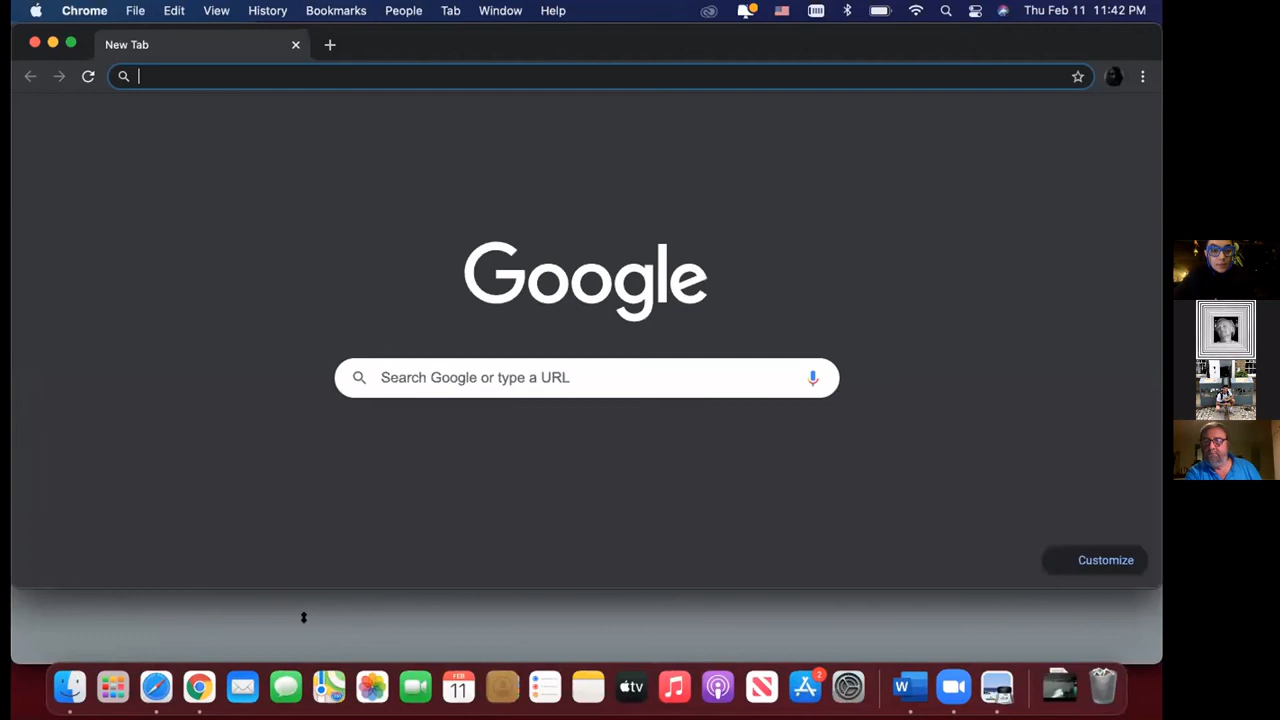 Chrome File Edit View History Bookmarks People Tab Window Help Thu Feb 11 11:42 PM
New Tab
Google
Search Google or type a URL
Customize
FEB
11
tv
2
W